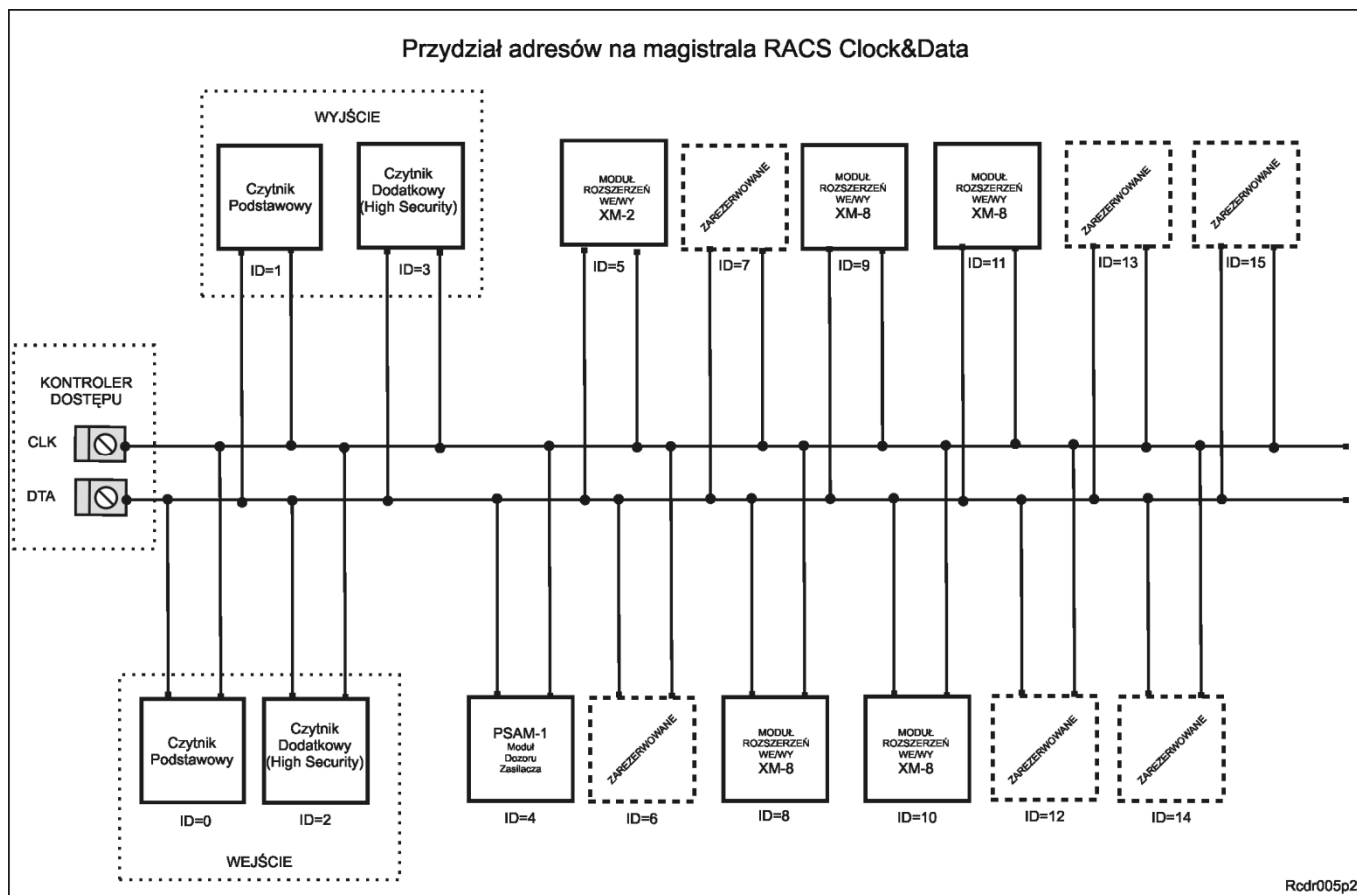 Przydział adresów na magistrala RACS Clock&Data
WYJŚCIE
Czytnik
Podstawowy
ID=1
Czytnik
Dodatkowy
(High Security)
ID=3
MODUŁ
ROZSZERZEŃ
WE/WY
XM-2
ID=5
ZAREZERWOWANE
ID=7
MODUŁ
ROZSZERZEŃ
WE/WY
XM-8
ID=9
MODUŁ
ROZSZERZEŃ
WE/WY
XM-8
ID=11
ZAREZERWOWANE
ID=13
ZAREZERWOWANE
ID=15
KONTROLER
DOSTĘPU
CLK
DTA
Czytnik
Podstawowy
ID=0
Czytnik
Dodatkowy
(High Security)
ID=2
WEJŚCIE
PSAM-1
Moduł
Dozoru
Zasilacza
ID=4
ZAREZERWOWANE
ID=6
MODUŁ
ROZSZERZEŃ
WE/WY
XM-8
ID=8
MODUŁ
ROZSZERZEŃ
WE/WY
XM-8
ID=10
ZAREZERWOWANE
ID=12
ZAREZERWOWANE
ID=14
Rcdr005p2